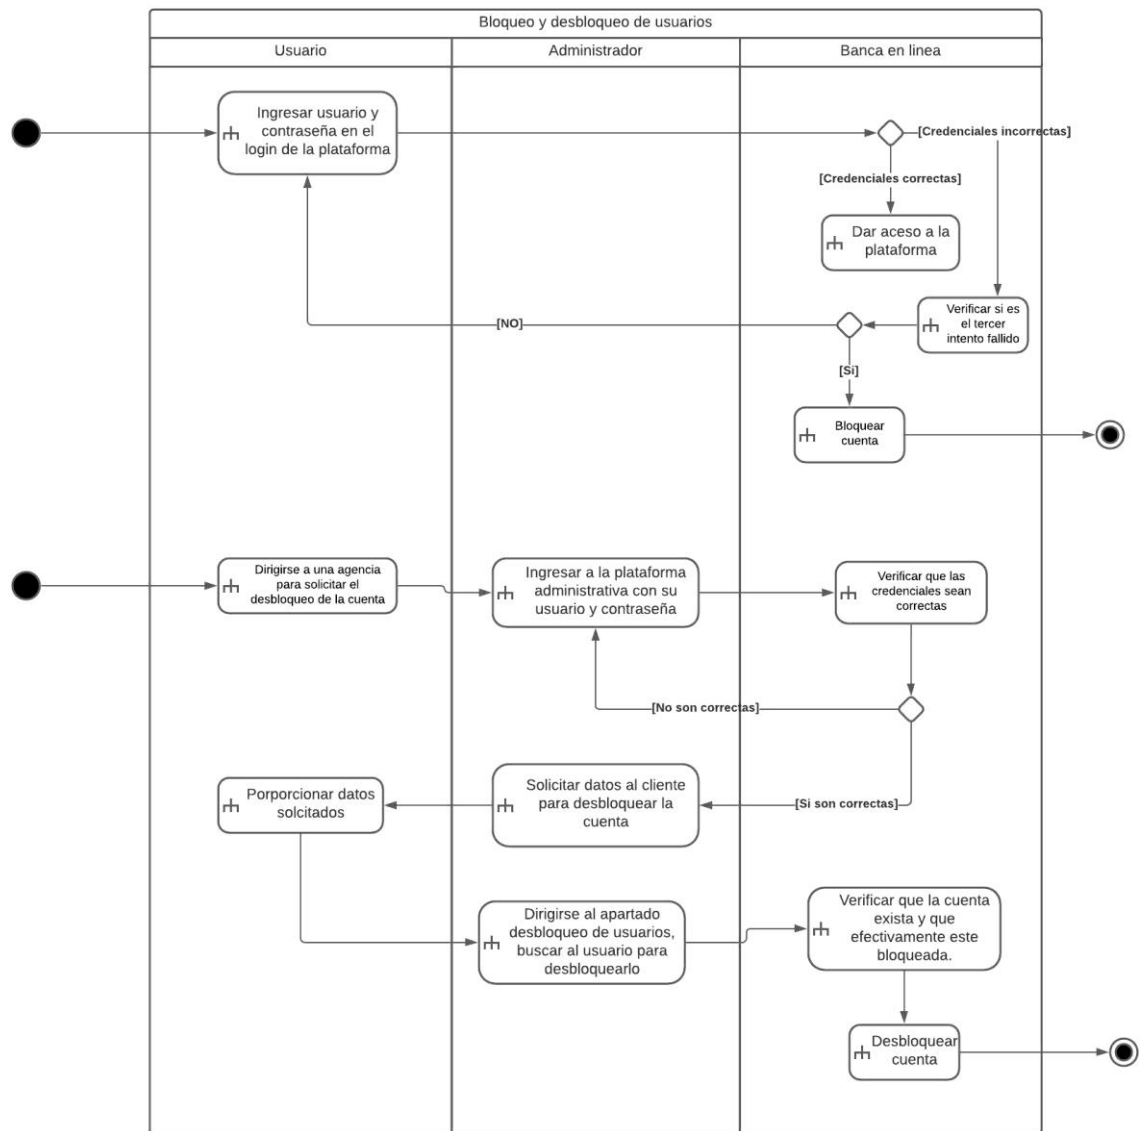 Bloqueo y desbloqueo de usuarios
Usuario
Administrador
Banca en linea
Ingresar usuario y
contraseña en el
login de la plataforma
[Credenciales incorrectas]
[Credenciales correctas]
Dar aceso a la
plataforma
Verificar si es
el tercer
intento fallido
[NO]
[Si]
Bloquear
cuenta
Dirigirse a una agencia
para solicitar el
desbloqueo de la cuenta
Ingresar a la plataforma
administrativa con su
usuario y contraseña
Verificar que las
credenciales sean
correctas
[No son correctas]
Porporcionar datos
solcitados
Solicitar datos al cliente
para desbloquear la
cuenta
[Si son correctas]
Dirigirse al apartado
desbloqueo de usuarios,
buscar al usuario para
desbloquearlo
Verificar que la cuenta
exista y que
efectivamente este
bloqueada.
Desbloquear
cuenta